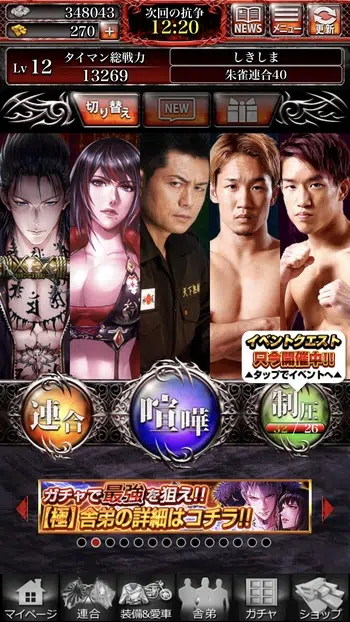 348043
270
次回の抗争
12:20
NEWS
メニュー
更新
Lv 12
タイマン総戦力
13269
しきしま
朱雀連合40
切り替え
NEW
天下
イベントクエスト
只今開催中!!
▲タップでイベントへ▲
連合
喧嘩
制圧
32 / 26
ガチャで最強を狙え!!
【極】舎弟の詳細はコチラ!!
マイページ
連合
装備&愛車
舎弟
ガチャ
ショップ